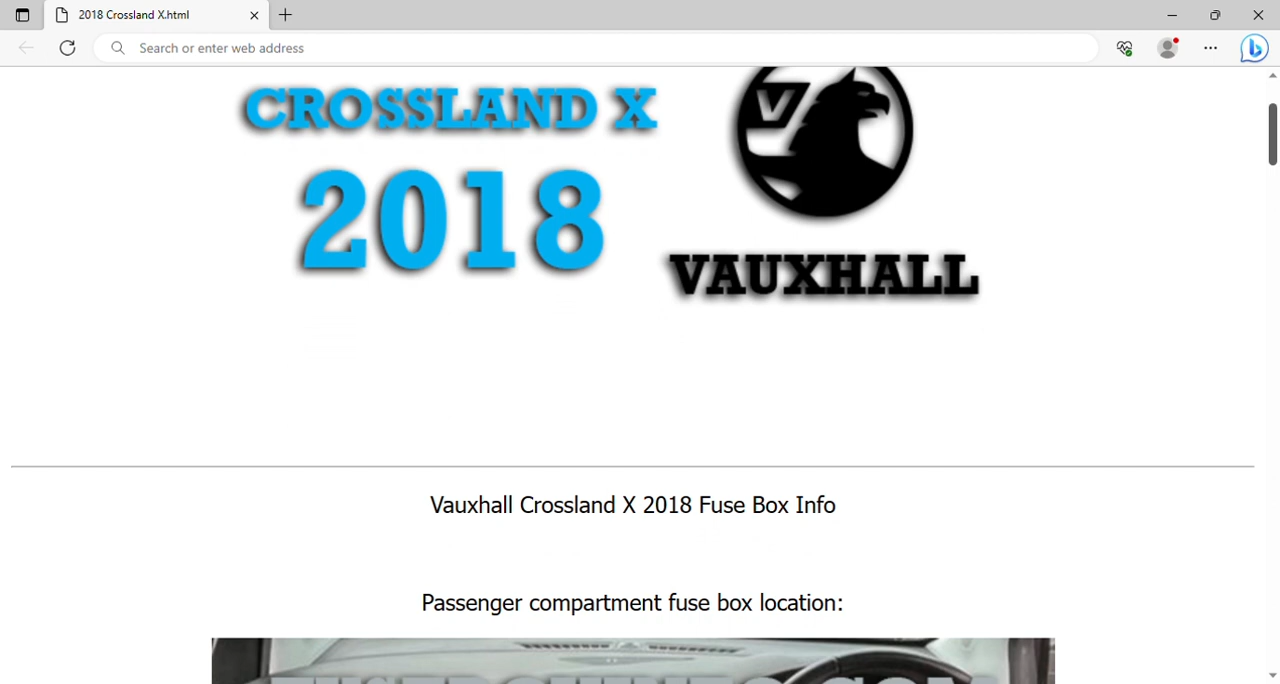 2018 Crossland X.html
Search or enter web address
CROSSLAND X
2018
V
VAUXHALL
Vauxhall Crossland X 2018 Fuse Box Info
Passenger compartment fuse box location: